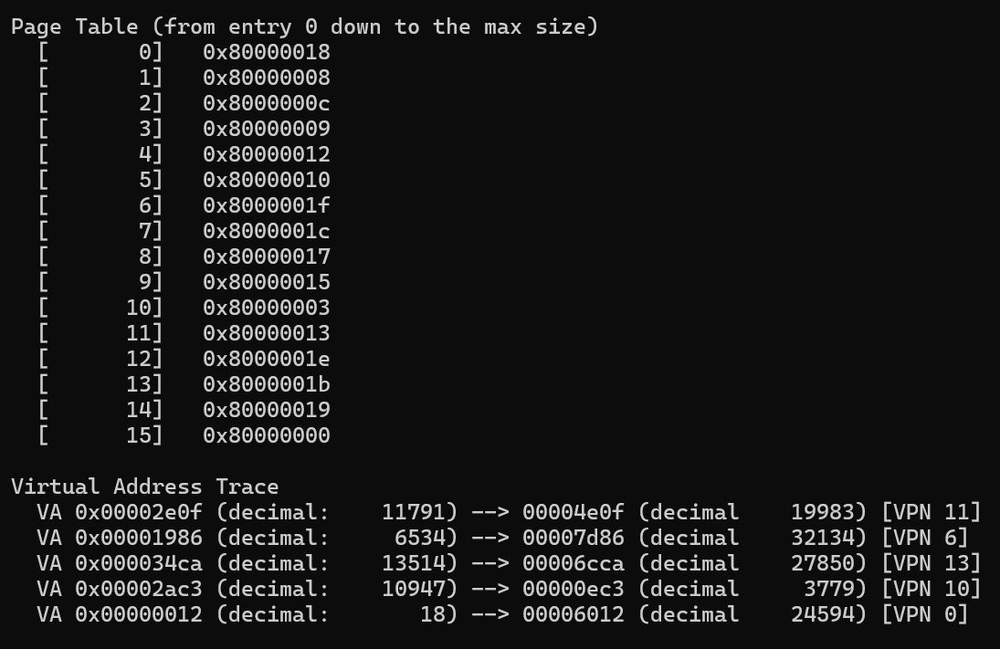 Page Table (from entry 0 down to the max size)
  [       0]   0x80000018
  [       1]   0x80000008
  [       2]   0x8000000c
  [       3]   0x80000009
  [       4]   0x80000012
  [       5]   0x80000010
  [       6]   0x8000001f
  [       7]   0x8000001c
  [       8]   0x80000017
  [       9]   0x80000015
  [      10]   0x80000003
  [      11]   0x80000013
  [      12]   0x8000001e
  [      13]   0x8000001b
  [      14]   0x80000019
  [      15]   0x80000000

Virtual Address Trace
  VA 0x00002e0f (decimal:    11791) --> 00004e0f (decimal    19983) [VPN 11]
  VA 0x00001986 (decimal:     6534) --> 00007d86 (decimal    32134) [VPN 6]
  VA 0x000034ca (decimal:    13514) --> 00006cca (decimal    27850) [VPN 13]
  VA 0x00002ac3 (decimal:    10947) --> 00000ec3 (decimal     3779) [VPN 10]
  VA 0x00000012 (decimal:       18) --> 00006012 (decimal    24594) [VPN 0]